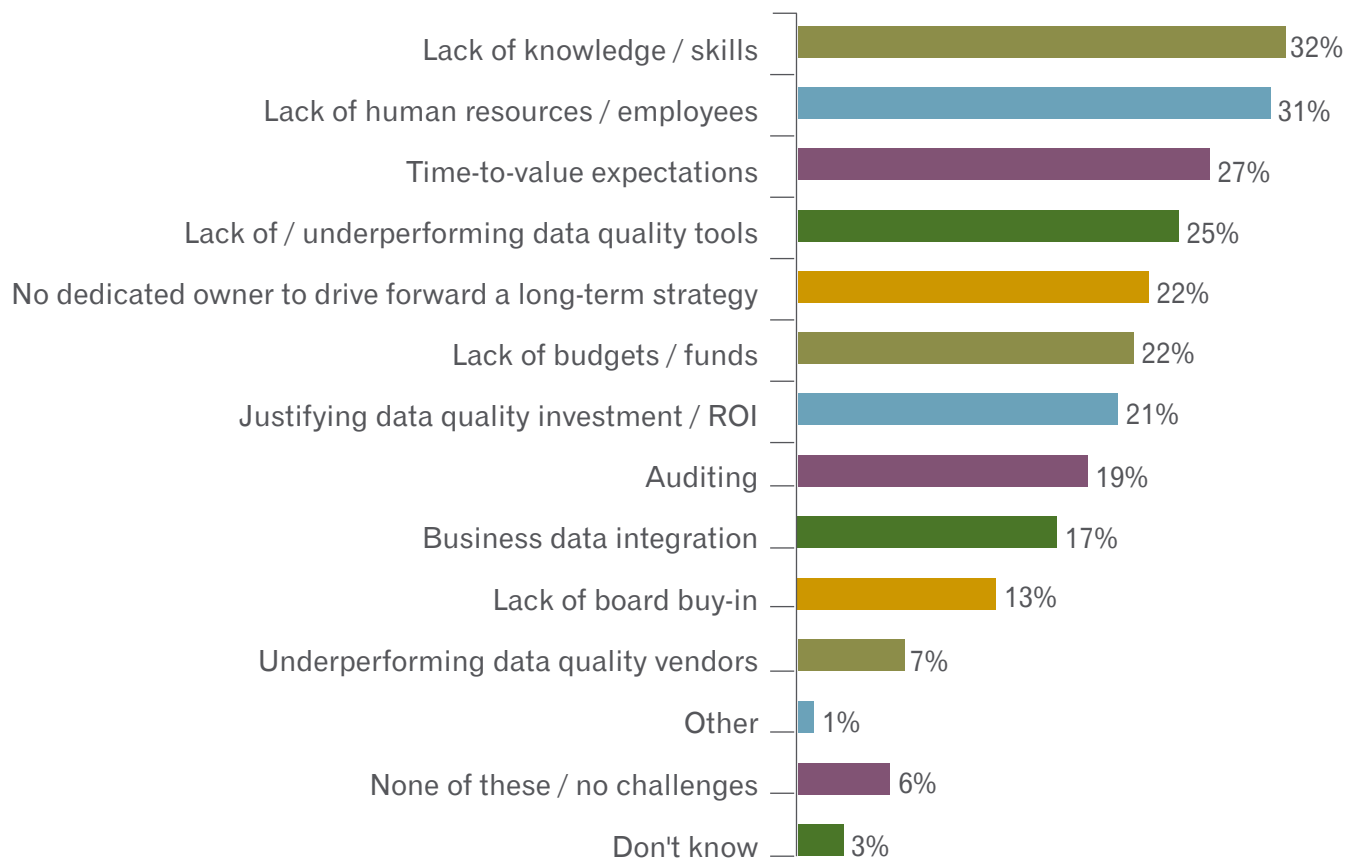 Lack of knowledge / skills 32%
Lack of human resources / employees 31%
Time-to-value expectations 27%
Lack of / underperforming data quality tools 25%
No dedicated owner to drive forward a long-term strategy 22%
Lack of budgets / funds 22%
Justifying data quality investment / ROI 21%
Auditing 19%
Business data integration 17%
Lack of board buy-in 13%
Underperforming data quality vendors 7%
Other 1%
None of these / no challenges 6%
Don't know 3%